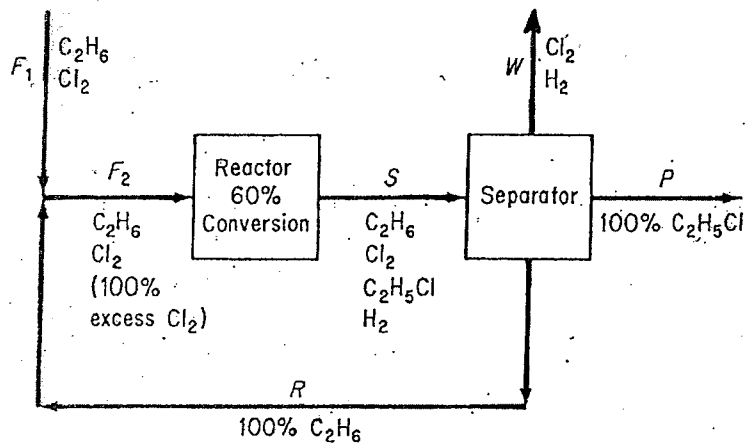 F₁
C₂H₆
Cl₂
F₂
C₂H₆
Cl₂
(100%
excess Cl₂)
Reactor
60%
Conversion
S
C₂H₆
Cl₂
C₂H₅Cl
H₂
W
Cl₂
H₂
Separator
P
100% C₂H₅Cl
R
100% C₂H₆